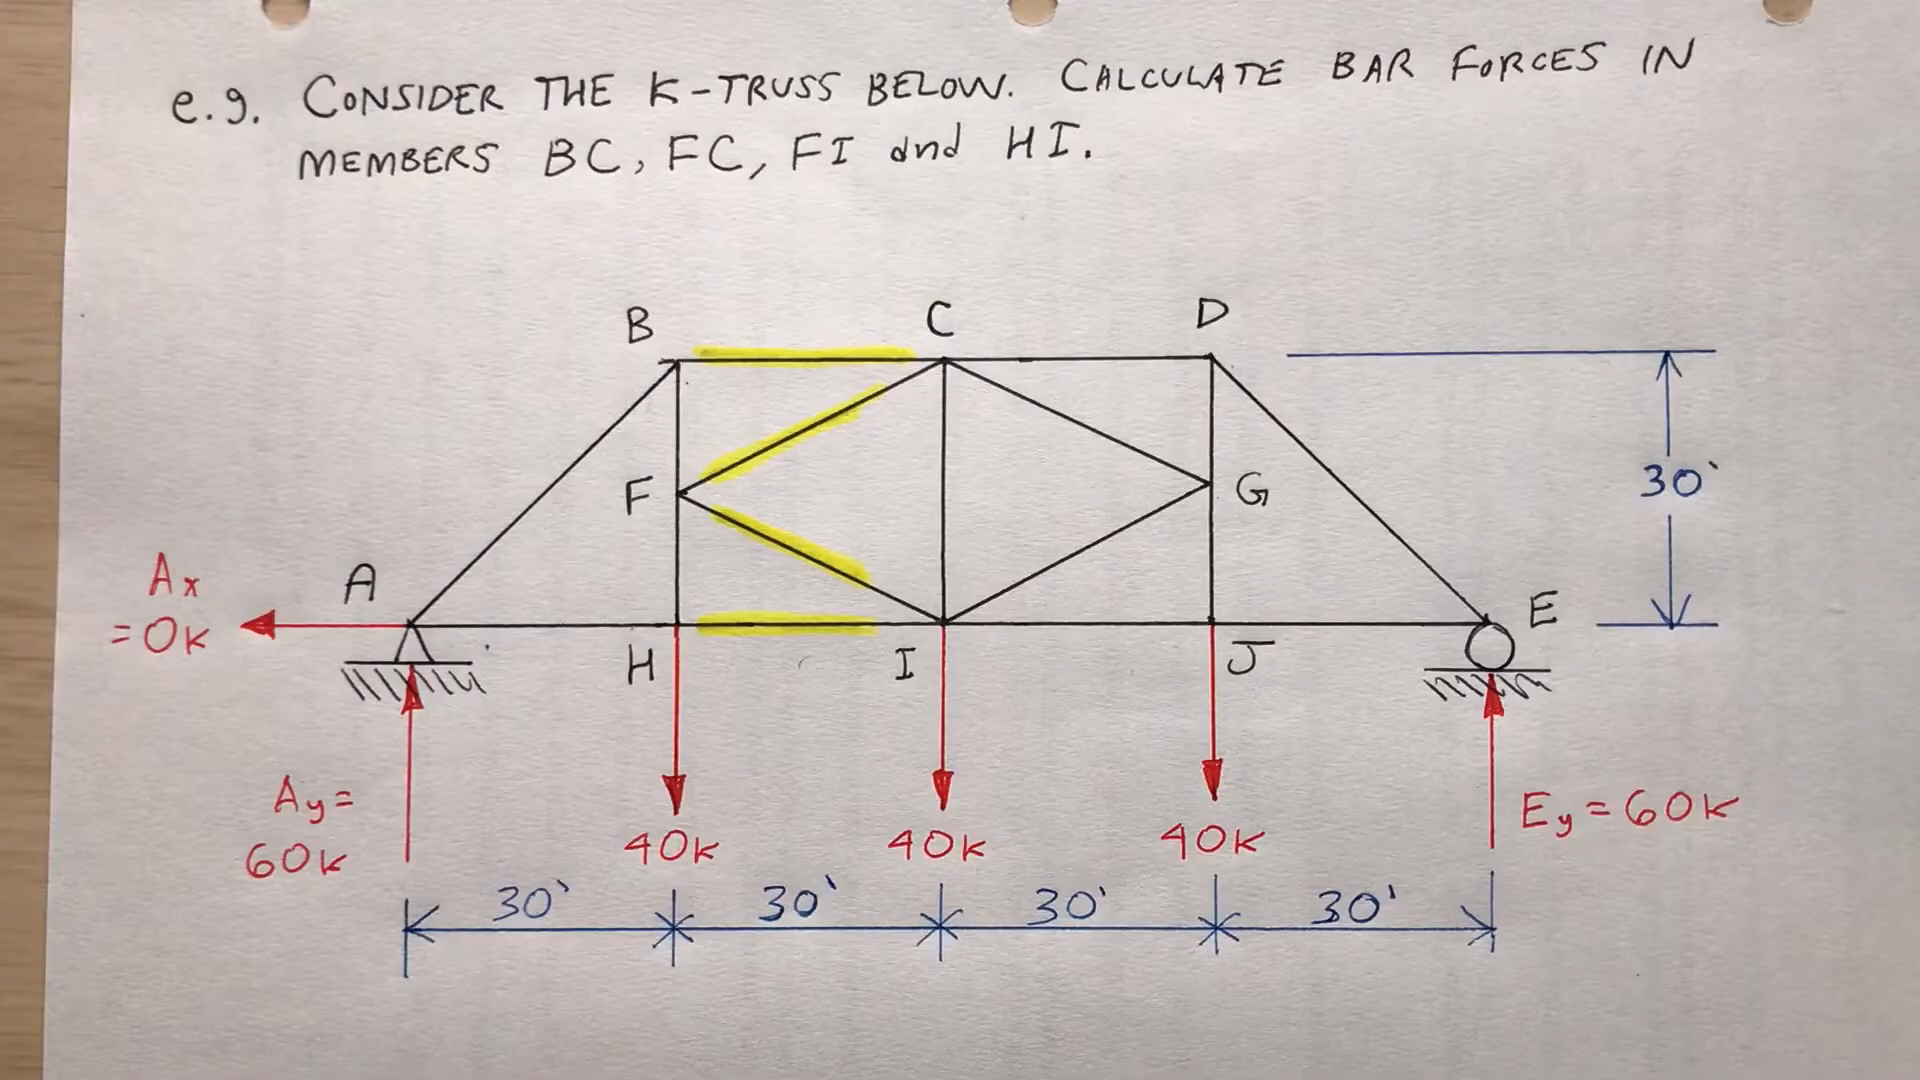 e.g. CONSIDER THE K-TRUSS BELOW. CALCULATE BAR FORCES IN
MEMBERS BC, FC, FI and HI.
B
C
D
F
G
30'
Ax
= 0K
A
E
H
I
J
Ay =
60K
40K
40K
40K
Ey = 60K
30'
30'
30'
30'